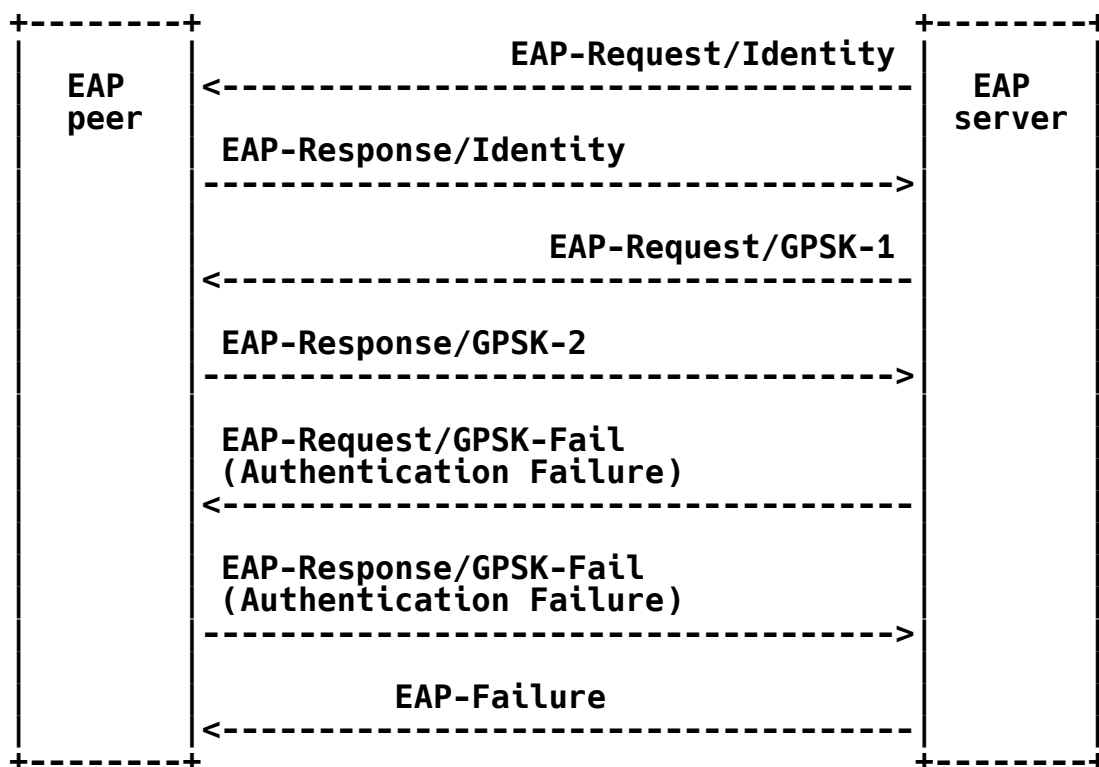 +--------+ +--------+
| | EAP-Request/Identity | |
| EAP |<------------------------------------| EAP |
| peer | | server |
| | EAP-Response/Identity | |
| |------------------------------------>| |
| | EAP-Request/GPSK-1 | |
| |<------------------------------------| |
| | EAP-Response/GPSK-2 | |
| |------------------------------------>| |
| | EAP-Request/GPSK-Fail | |
| | (Authentication Failure) | |
| |<------------------------------------| |
| | EAP-Response/GPSK-Fail | |
| | (Authentication Failure) | |
| |------------------------------------>| |
| | EAP-Failure | |
| |<------------------------------------| |
+--------+ +--------+